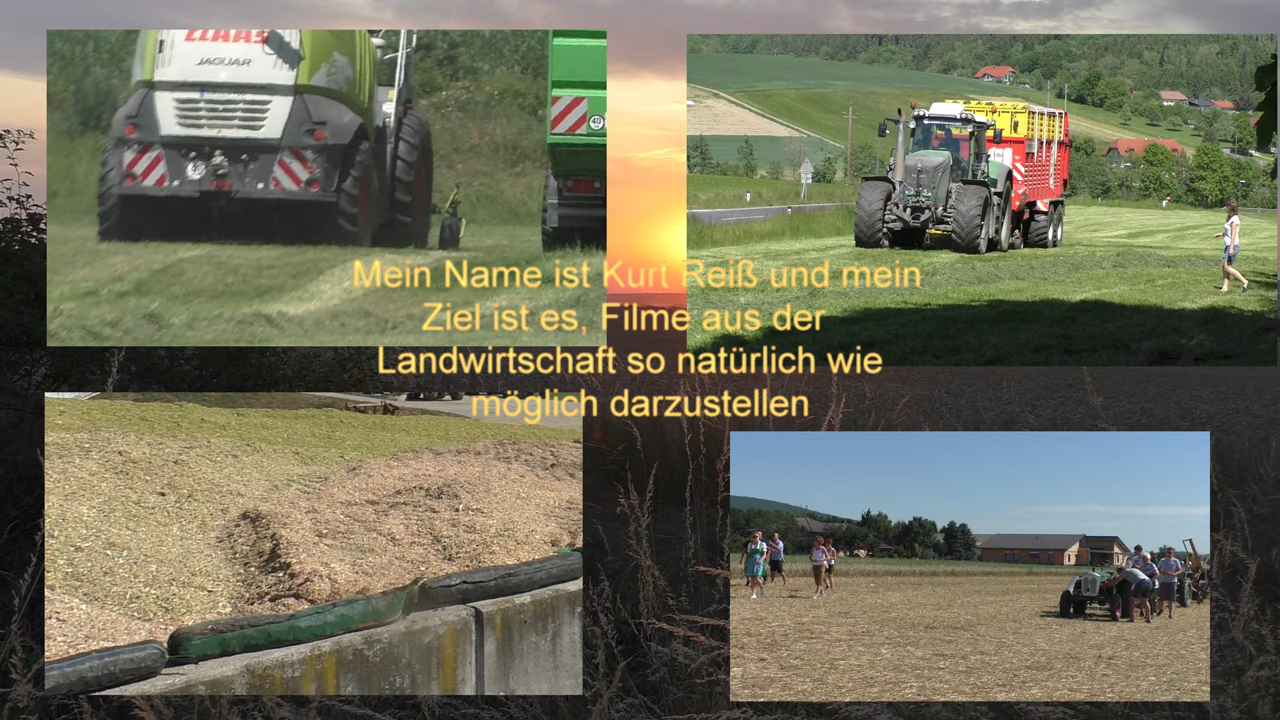 CLAAS
JAGUAR
40
Mein Name ist Kurt Reiß und mein
Ziel ist es, Filme aus der
Landwirtschaft so natürlich wie
möglich darzustellen